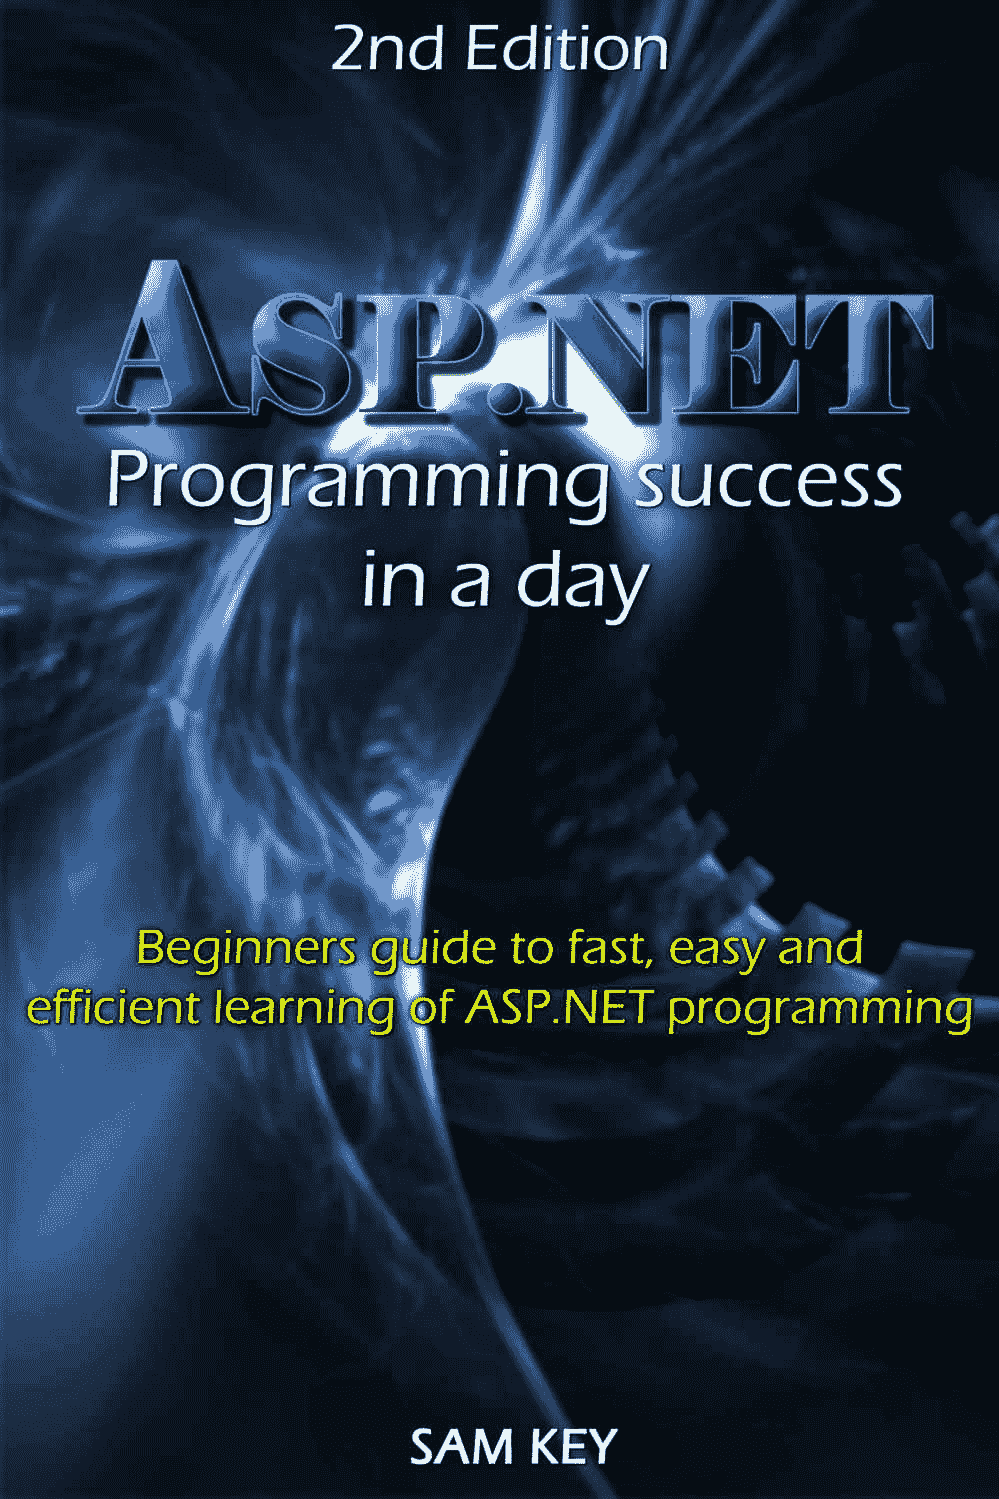 2nd Edition
ASP.NET
Programming success
in a day
Beginners guide to fast, easy and
efficient learning of ASP.NET programming
SAM KEY